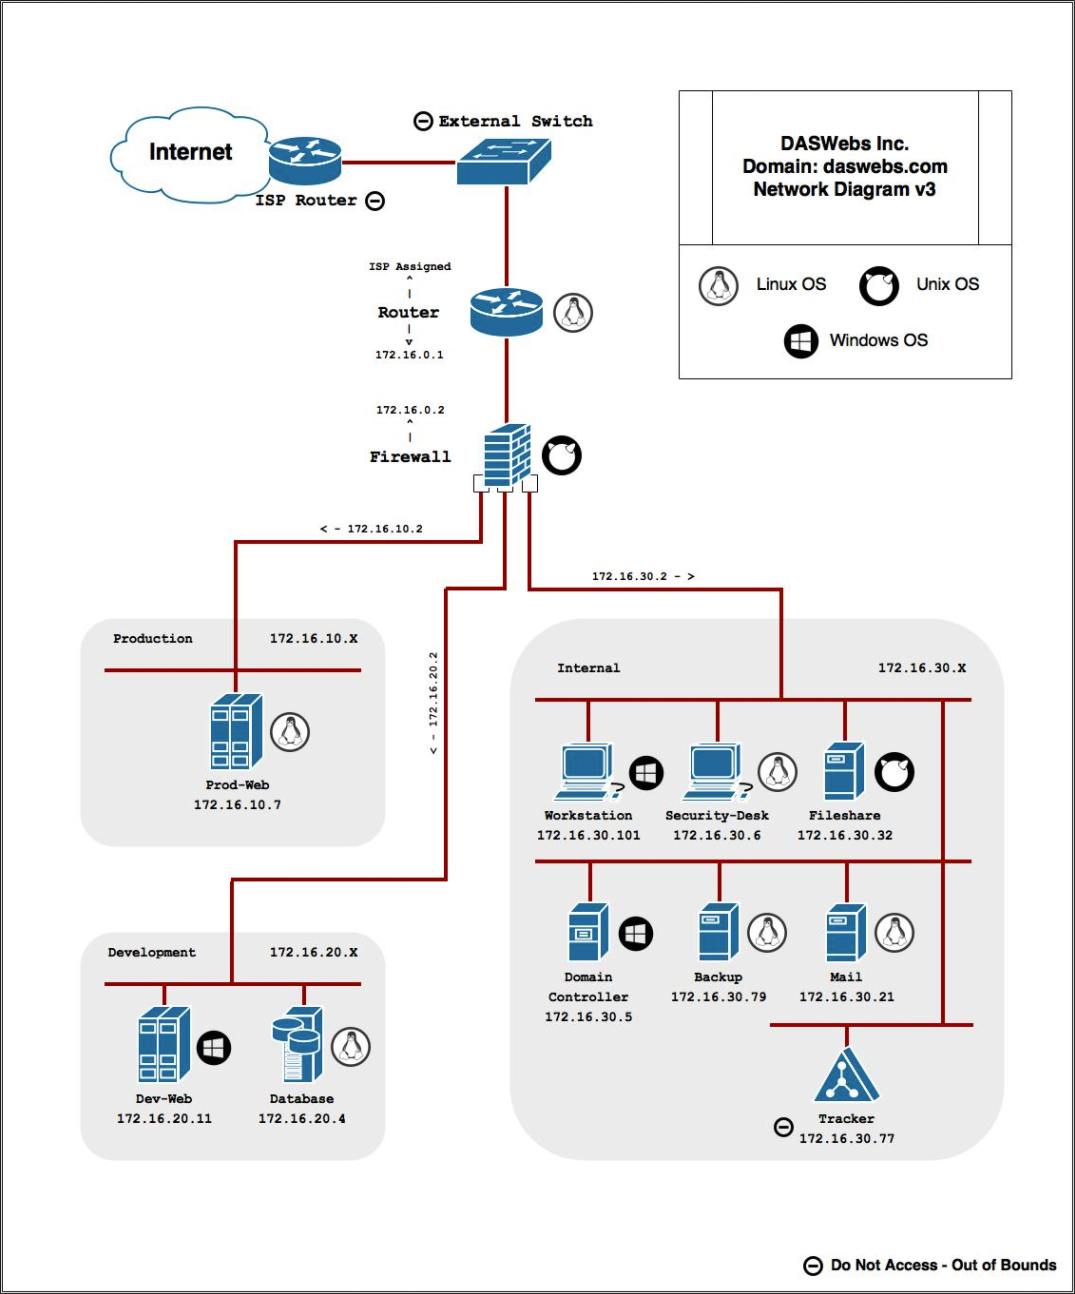 External Switch
Internet
ISP Router
DASWebs Inc.
Domain: daswebs.com
Network Diagram v3
Linux OS
Unix OS
Windows OS
ISP Assigned
^
|
Router
|
v
172.16.0.1
172.16.0.2
^
|
Firewall
< - 172.16.10.2
172.16.30.2 - >
< - 172.16.20.2
Production 172.16.10.X
Prod-Web
172.16.10.7
Internal 172.16.30.X
Workstation
172.16.30.101
Security-Desk
172.16.30.6
Fileshare
172.16.30.32
Domain
Controller
172.16.30.5
Backup
172.16.30.79
Mail
172.16.30.21
Tracker
172.16.30.77
Development 172.16.20.X
Dev-Web
172.16.20.11
Database
172.16.20.4
Do Not Access - Out of Bounds